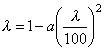 λ = 1 − a(λ/100)²